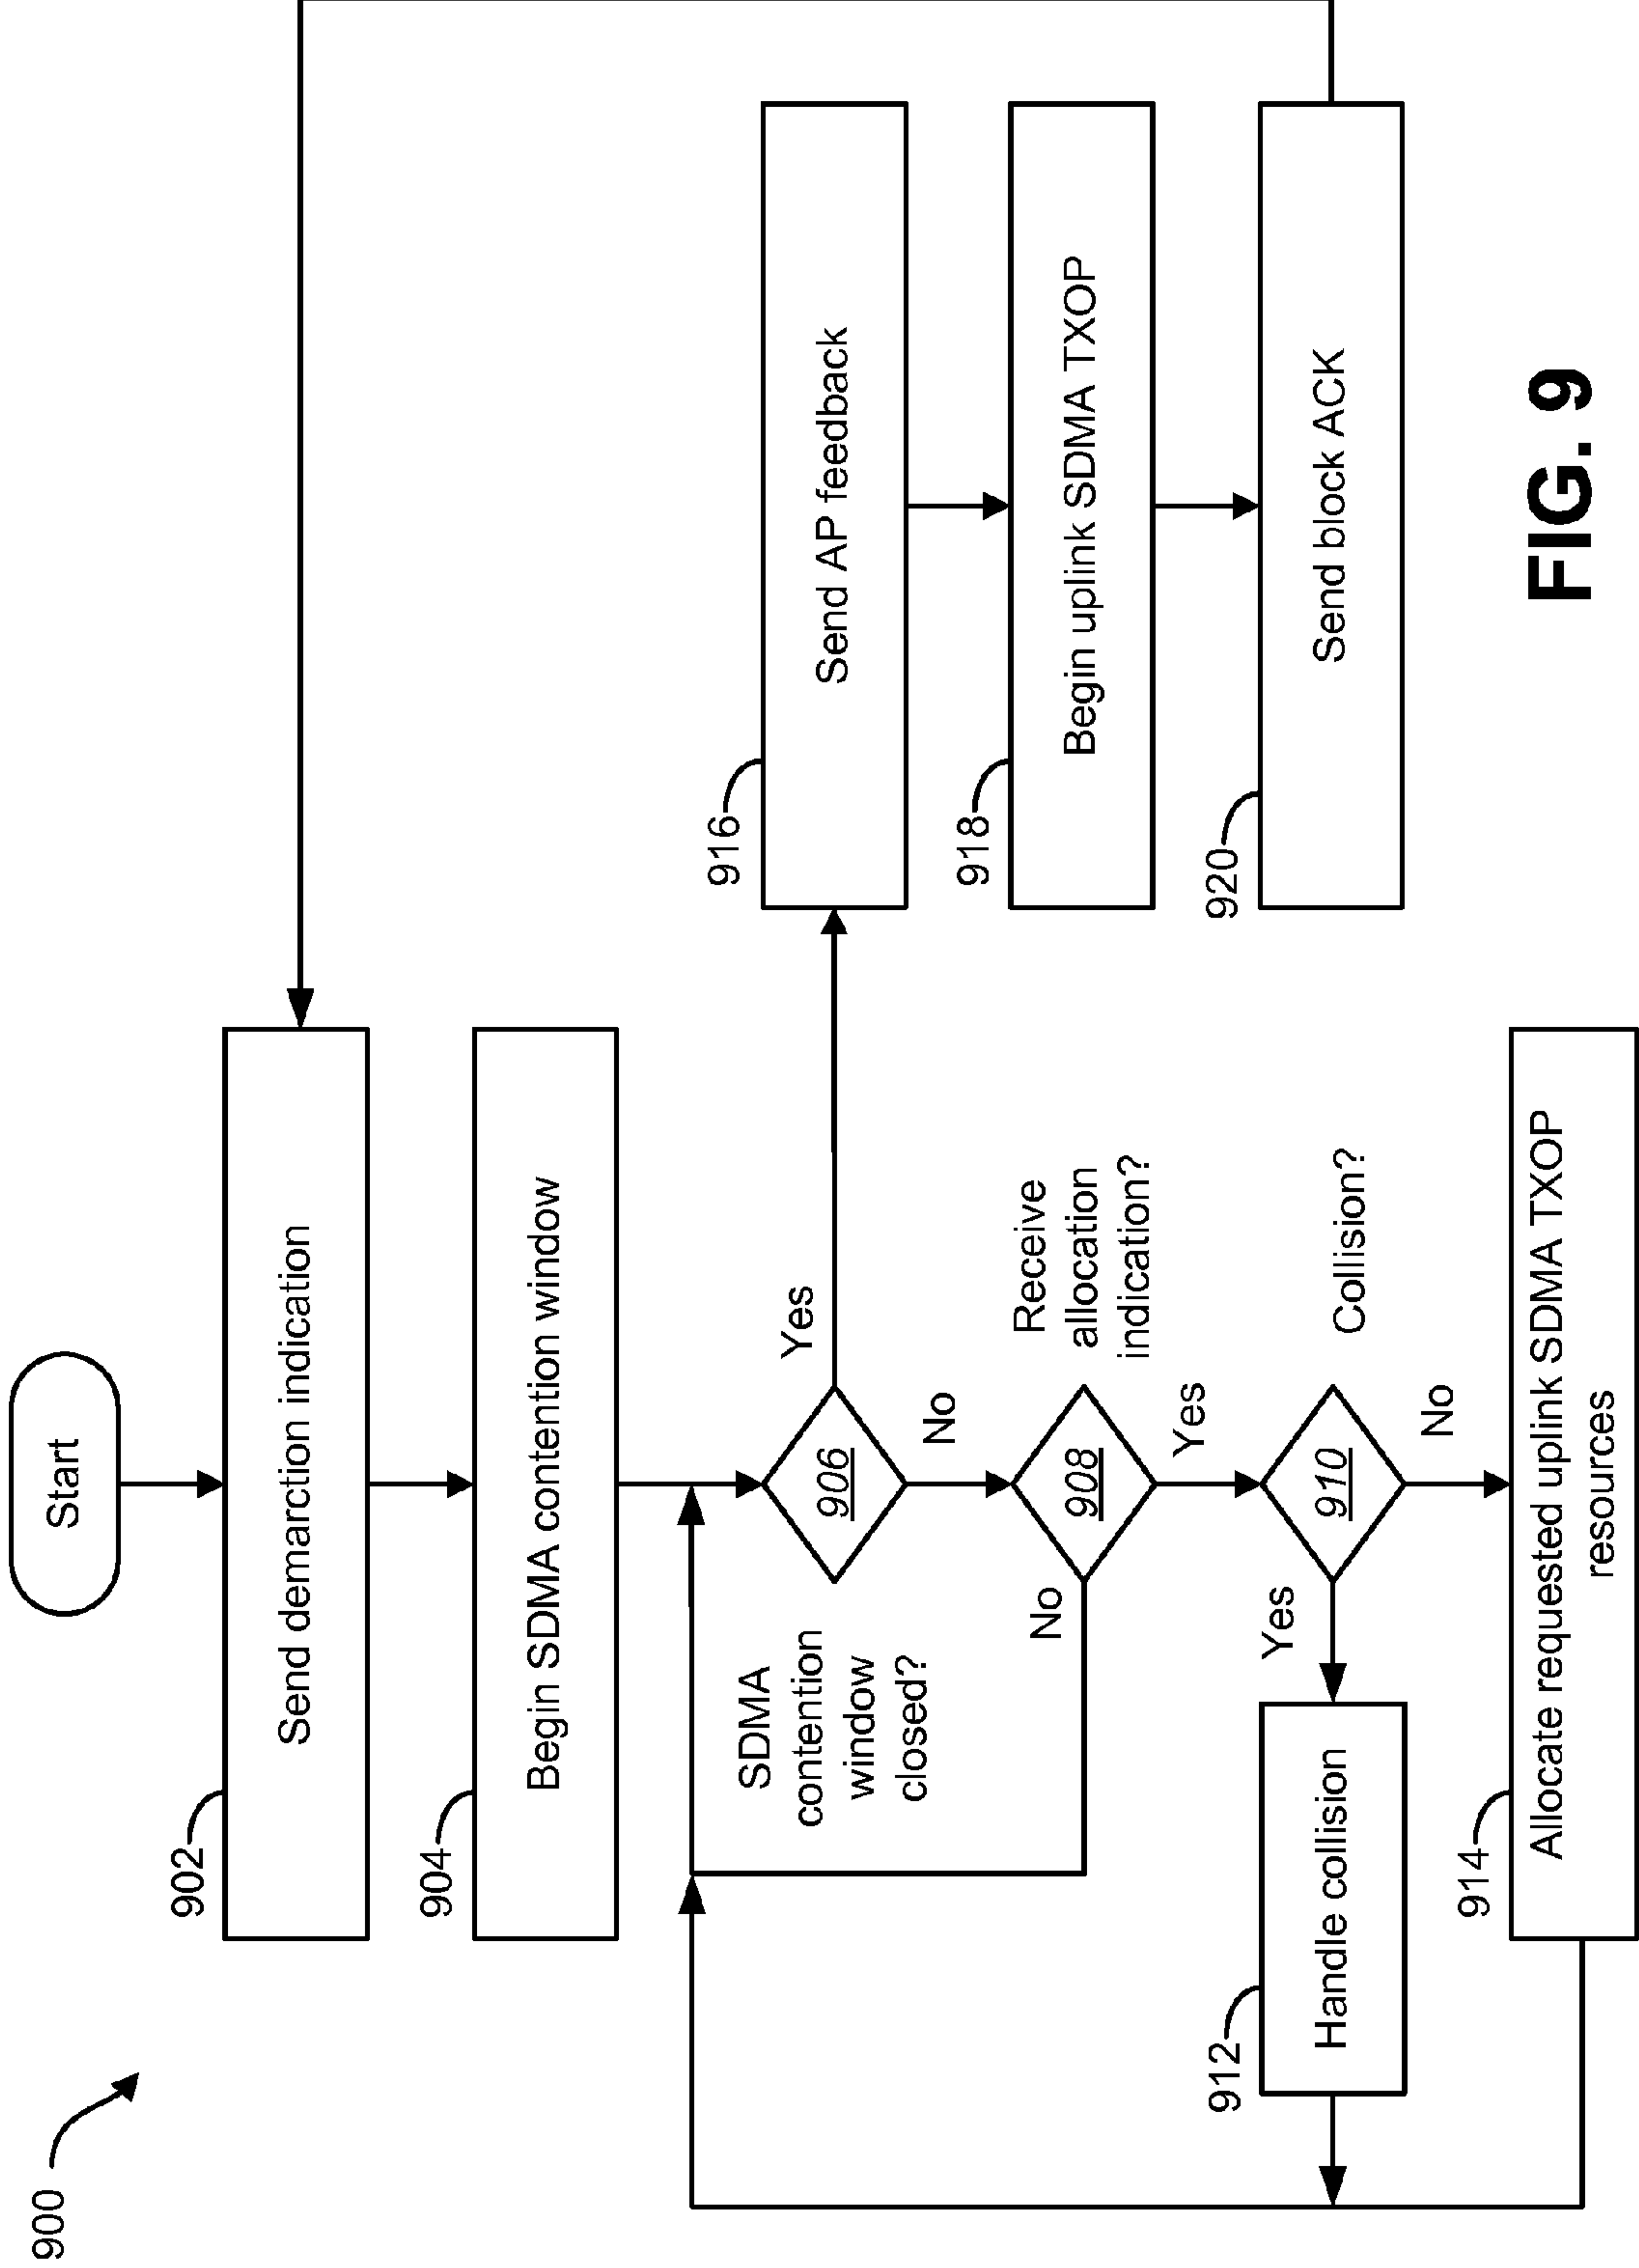 900
Start
902
Send demarction indication
904
Begin SDMA contention window
SDMA
contention
window
closed?
906
Yes
No
916
Send AP feedback
Receive
allocation
indication?
908
No
Yes
918
Begin uplink SDMA TXOP
Collision?
910
Yes
No
912
Handle collision
920
Send block ACK
914
Allocate requested uplink SDMA TXOP
resources
FIG. 9